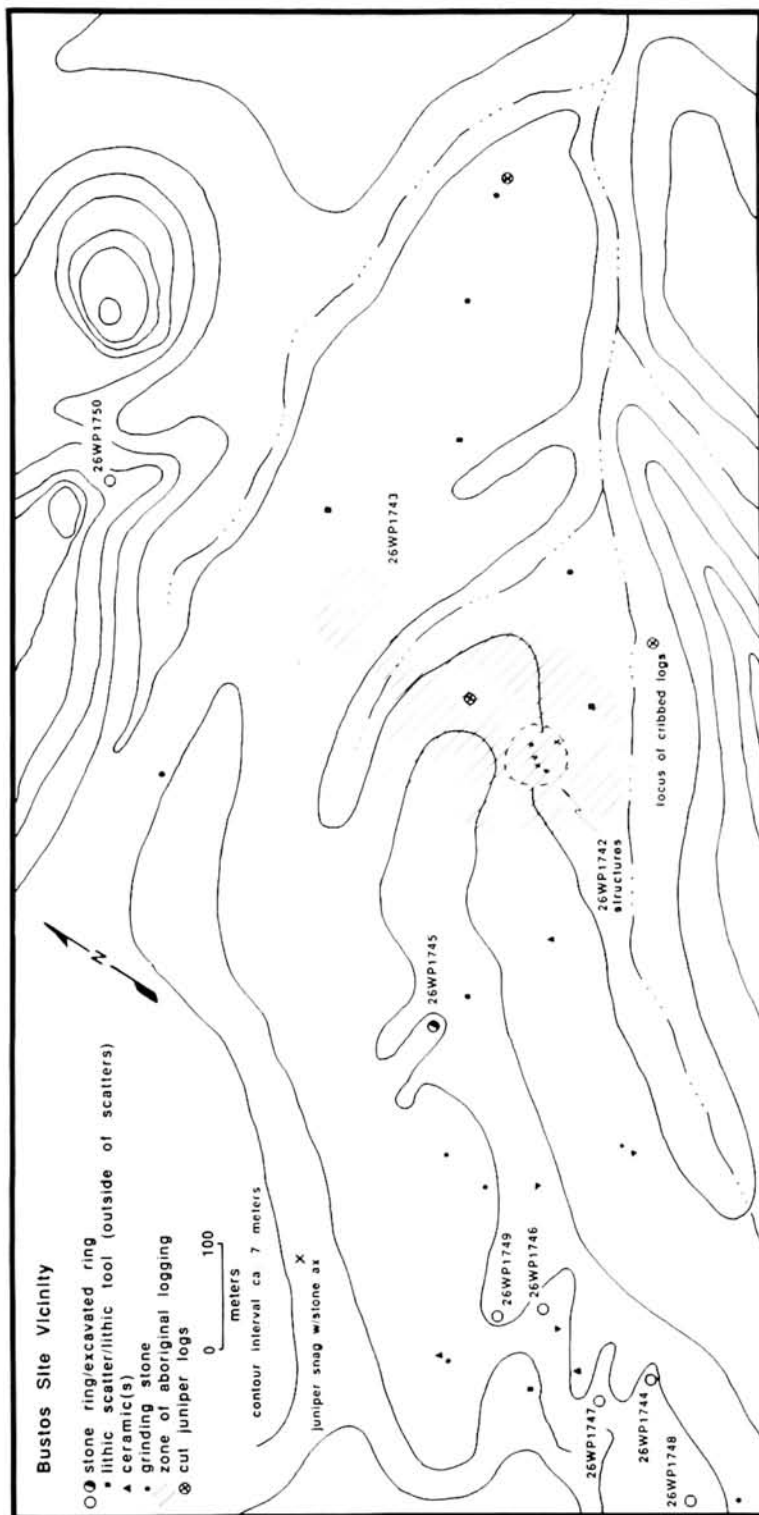 Bustos Site Vicinity
stone ring/excavated ring
lithic scatter/lithic tool (outside of scatters)
ceramic(s)
grinding stone
zone of aboriginal logging
cut juniper logs
0 100
meters
contour interval ca 7 meters
juniper snag w/stone ax
N
26WP1750
26WP1743
26WP1745
26WP1742
structures
locus of cribbed logs
26WP1749
26WP1746
26WP1747
26WP1744
26WP1748